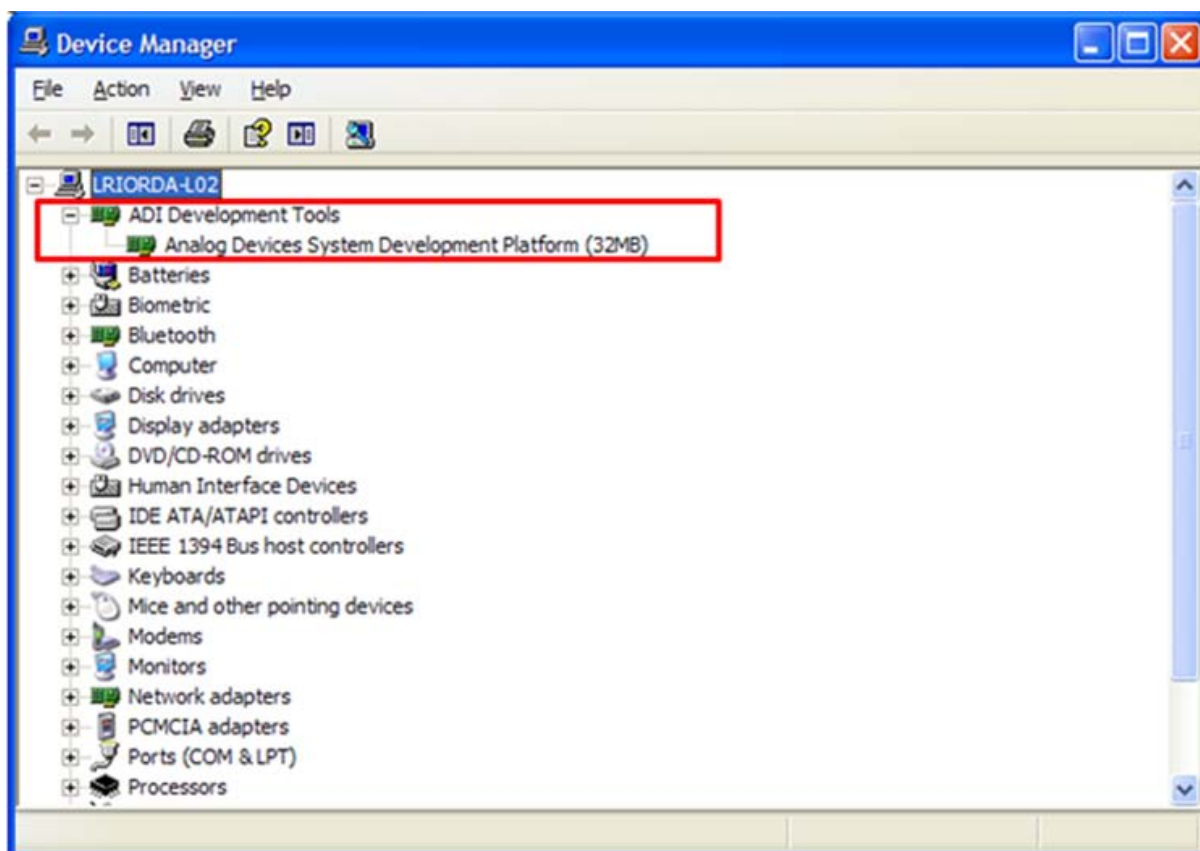 Device Manager
File Action View Help
LRIORDA-L02
ADI Development Tools
Analog Devices System Development Platform (32MB)
Batteries
Biometric
Bluetooth
Computer
Disk drives
Display adapters
DVD/CD-ROM drives
Human Interface Devices
IDE ATA/ATAPI controllers
IEEE 1394 Bus host controllers
Keyboards
Mice and other pointing devices
Modems
Monitors
Network adapters
PCMCIA adapters
Ports (COM & LPT)
Processors